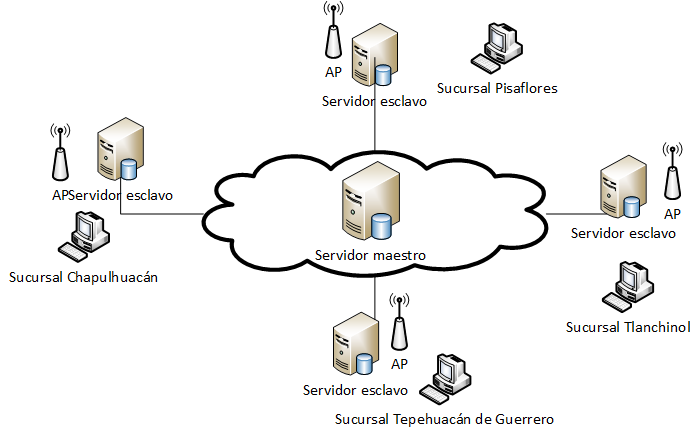 AP
Servidor esclavo
Sucursal Pisaflores
APServidor esclavo
Sucursal Chapulhuacán
Servidor maestro
AP
Servidor esclavo
Sucursal Tlanchinol
AP
Servidor esclavo
Sucursal Tepehuacán de Guerrero